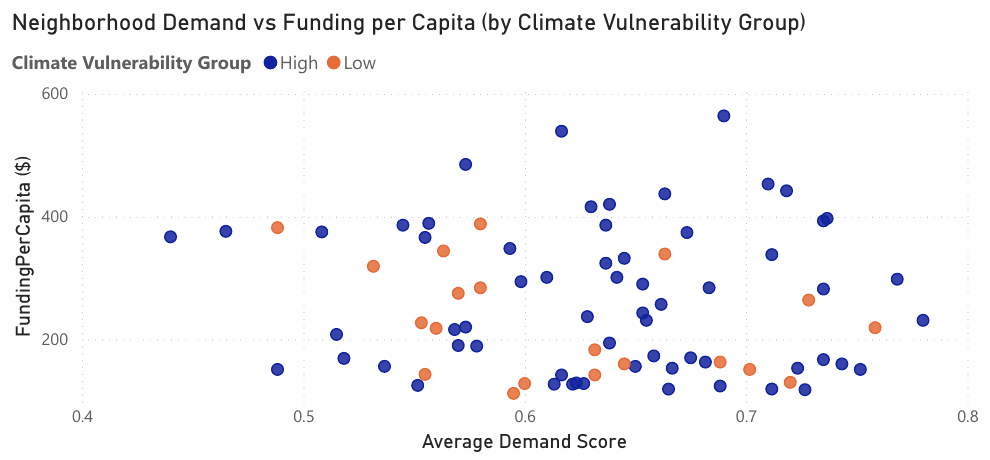 Neighborhood Demand vs Funding per Capita (by Climate Vulnerability Group)
Climate Vulnerability Group High Low
600
400
200
FundingPerCapita ($)
0.4 0.5 0.6 0.7 0.8
Average Demand Score